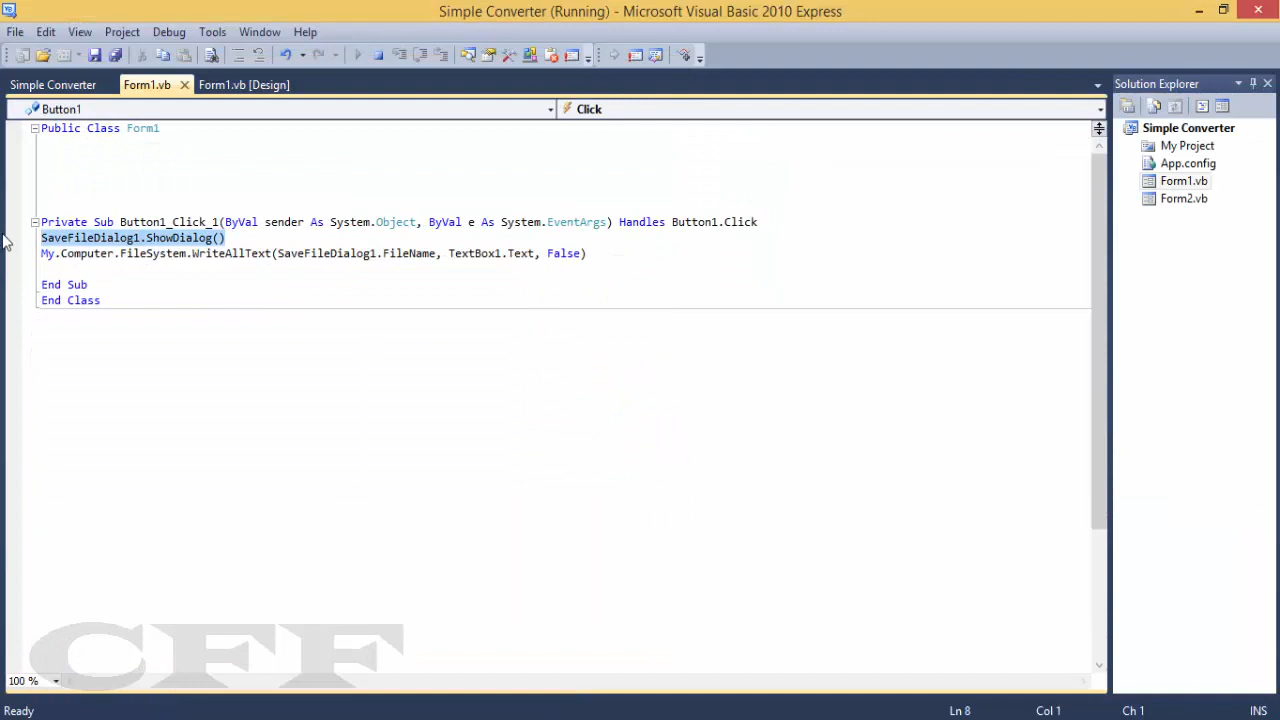 Simple Converter (Running) - Microsoft Visual Basic 2010 Express
File Edit View Project Debug Tools Window Help
Simple Converter Form1.vb Form1.vb [Design]
Solution Explorer
Button1 Click
Public Class Form1
Private Sub Button1_Click_1(ByVal sender As System.Object, ByVal e As System.EventArgs) Handles Button1.Click
SaveFileDialog1.ShowDialog()
My.Computer.FileSystem.WriteAllText(SaveFileDialog1.FileName, TextBox1.Text, False)
End Sub
End Class
Simple Converter
My Project
App.config
Form1.vb
Form2.vb
CFF
100 %
Ready Ln 8 Col 1 Ch 1 INS